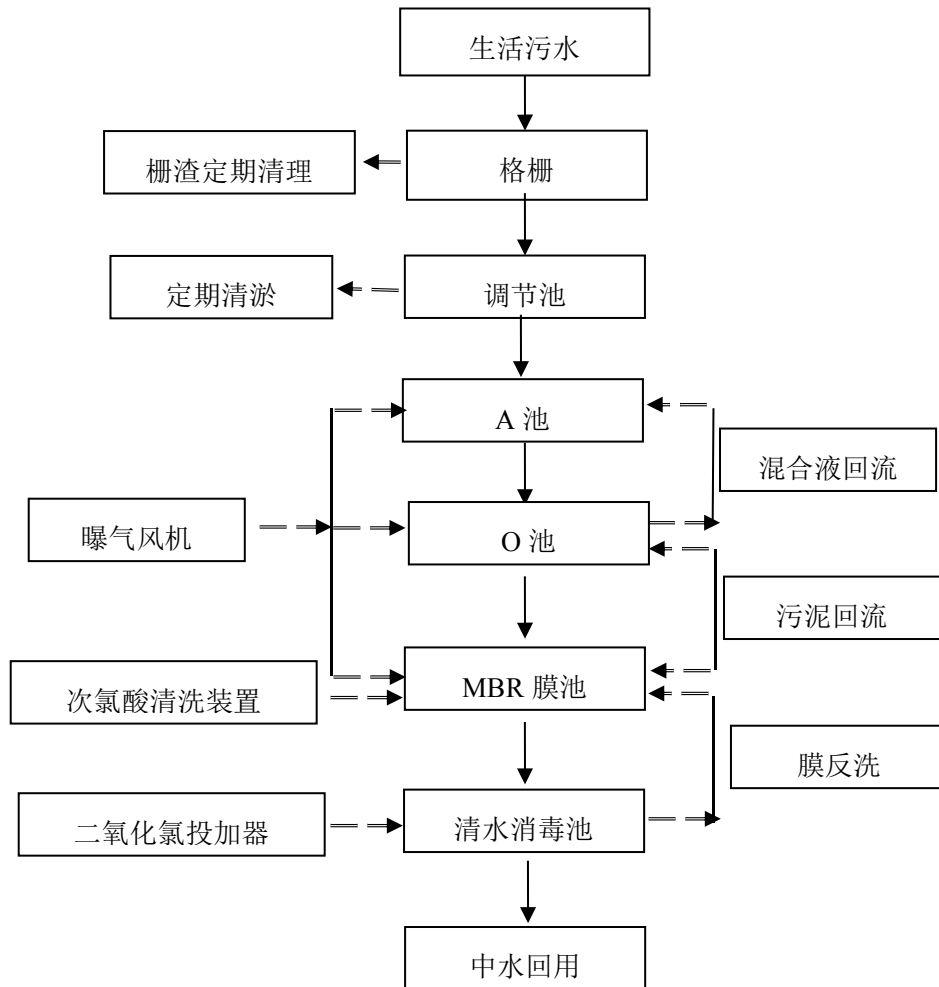 生活污水
栅渣定期清理
格栅
定期清淤
调节池
A 池
混合液回流
曝气风机
O 池
污泥回流
次氯酸清洗装置
MBR 膜池
膜反洗
二氧化氯投加器
清水消毒池
中水回用